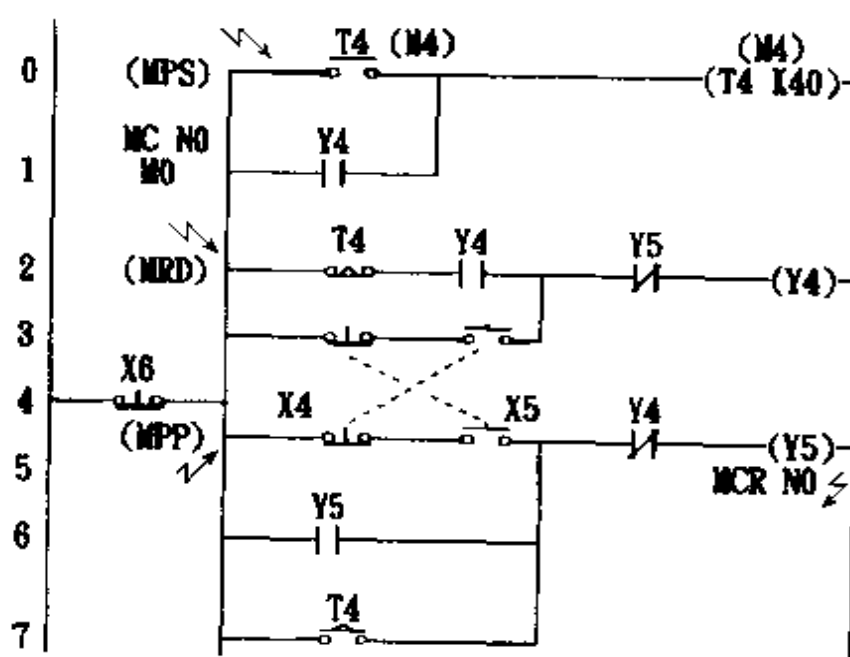 T4 (M4) (M4)
0 (MPS) (T4 K40)
MC N0 Y4
1 M0
T4 Y4 Y5
2 (MRD) (Y4)
3
X6
4 X4 X5 Y4
(MPP) (Y5)
5 MCR N0
Y5
6
T4
7